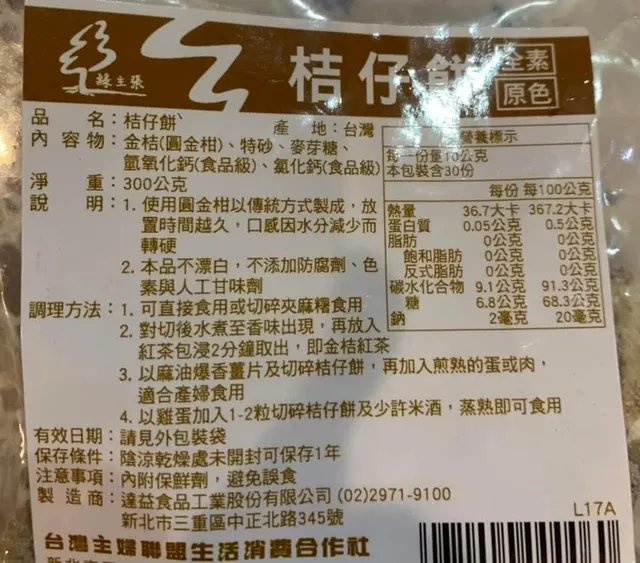 綠主張
桔仔餅
全素
原色
品名：桔仔餅 產地：台灣
內容物：金桔(圓金柑)、特砂、麥芽糖、
氫氧化鈣(食品級)、氯化鈣(食品級)
淨重：300公克
說明：1. 使用圓金柑以傳統方式製成，放
置時間越久，口感因水分減少而
轉硬
2. 本品不漂白，不添加防腐劑、色
素與人工甘味劑
營養標示
每一份量10公克
本包裝含30份
每份 每100公克
熱量 36.7大卡 367.2大卡
蛋白質 0.05公克 0.5公克
脂肪 0公克 0公克
飽和脂肪 0公克 0公克
反式脂肪 0公克 0公克
碳水化合物 9.1公克 91.3公克
糖 6.8公克 68.3公克
鈉 2毫克 20毫克
調理方法：1. 可直接食用或切碎夾麻糬食用
2. 對切後水煮至香味出現，再放入
紅茶包浸2分鐘取出，即金桔紅茶
3. 以麻油爆香薑片及切碎桔仔餅，再加入煎熟的蛋或肉，
適合產婦食用
4. 以雞蛋加入1-2粒切碎桔仔餅及少許米酒，蒸熟即可食用
有效日期：請見外包裝袋
保存條件：陰涼乾燥處未開封可保存1年
注意事項：內附保鮮劑，避免誤食
製造商：達益食品工業股份有限公司 (02)2971-9100
新北市三重區中正北路345號
L17A
台灣主婦聯盟生活消費合作社